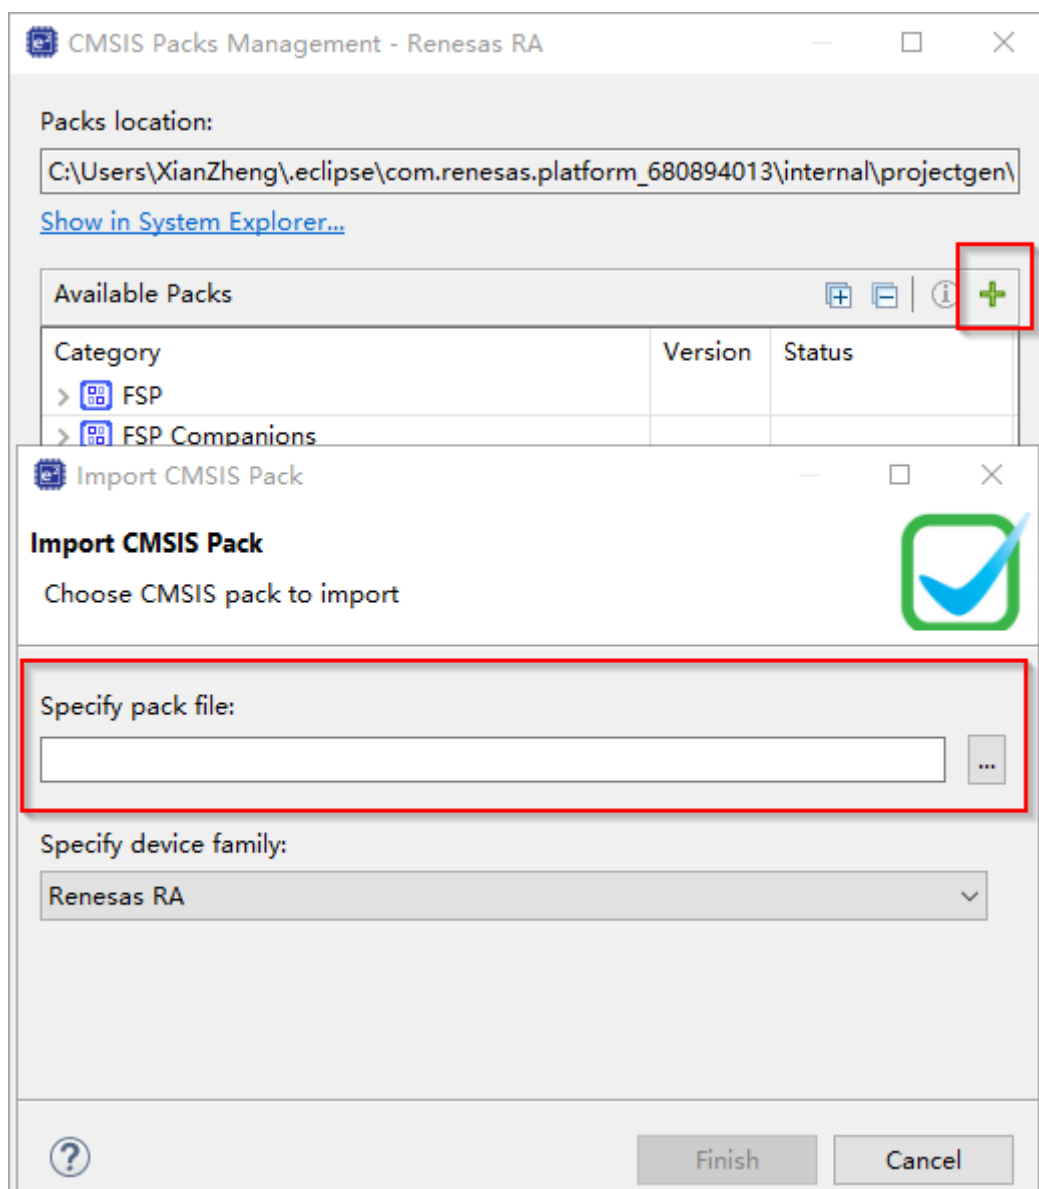 CMSIS Packs Management - Renesas RA
Packs location:
C:\Users\XianZheng\.eclipse\com.renesas.platform_680894013\internal\projectgen\
Show in System Explorer...
Available Packs
Category Version Status
FSP
FSP Companions
Import CMSIS Pack
Import CMSIS Pack
Choose CMSIS pack to import
Specify pack file:
...
Specify device family:
Renesas RA
Finish Cancel